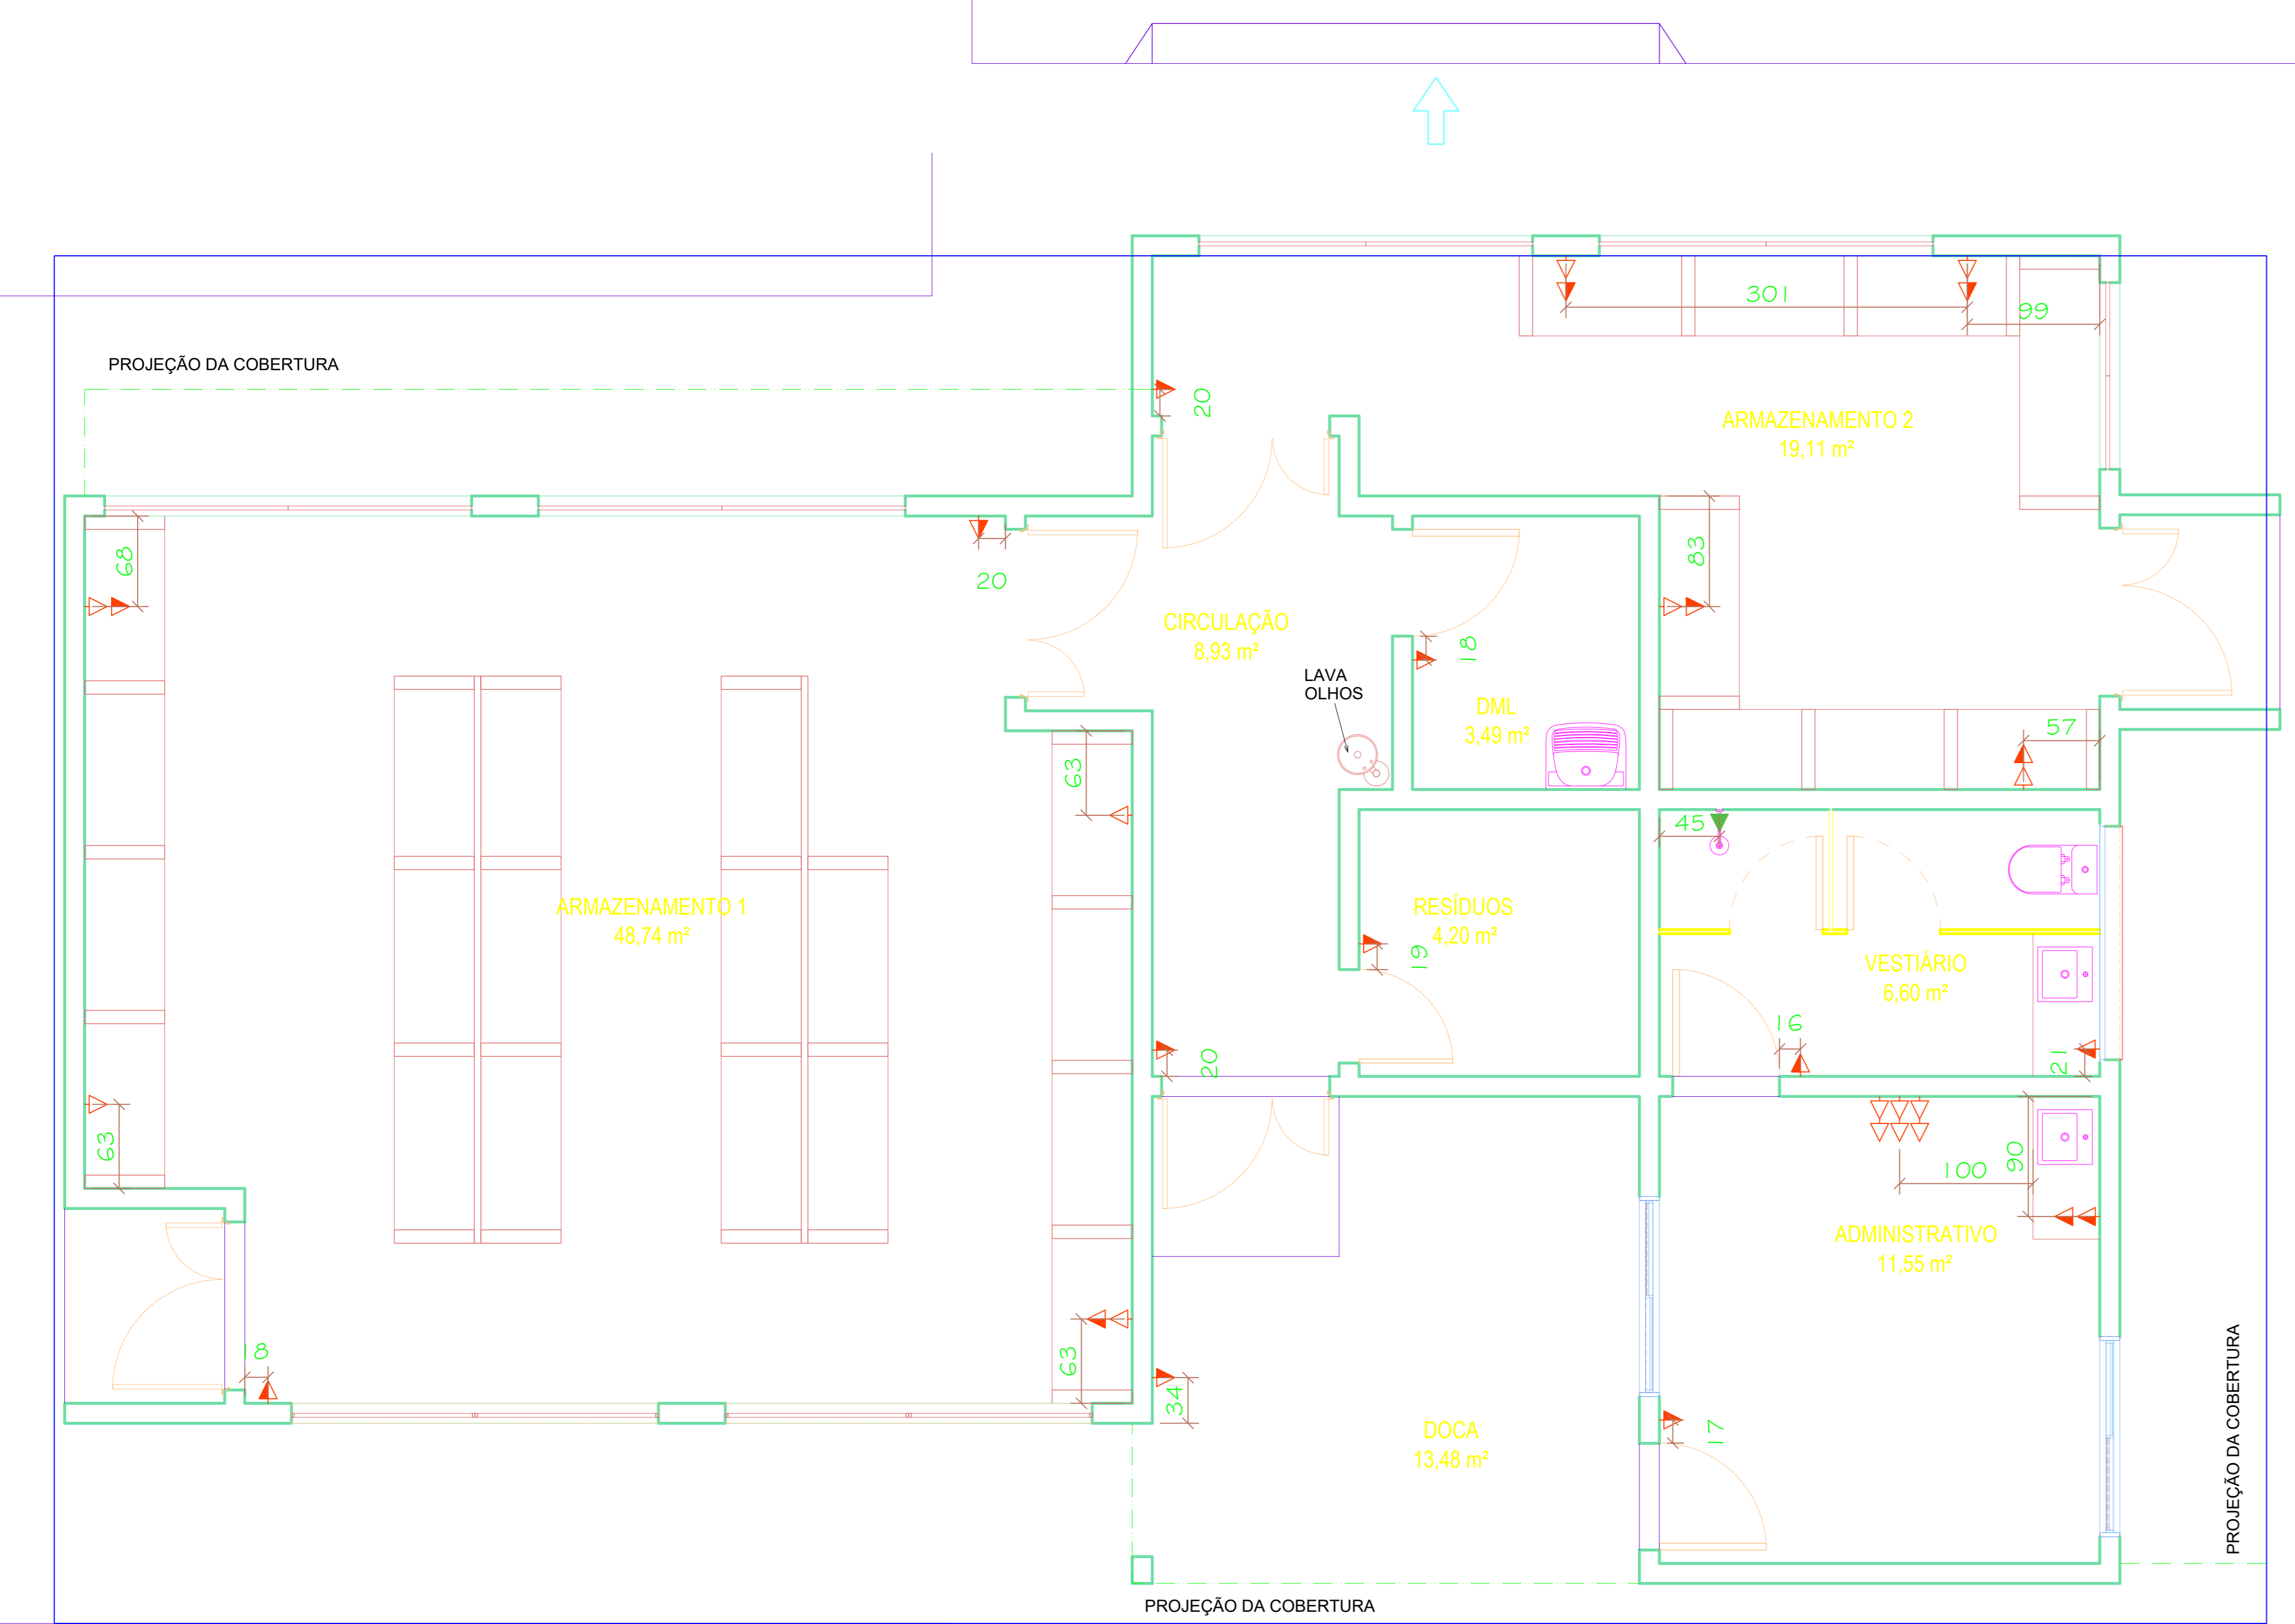 301
99
PROJEÇÃO DA COBERTURA
20
ARMAZENAMENTO 2
19,11 m²
68
20
83
CIRCULAÇÃO
8,93 m²
18
LAVA
OLHOS
DML
3,49 m²
57
63
45
ARMAZENAMENTO 1
48,74 m²
RESÍDUOS
4,20 m²
19
VESTIÁRIO
6,60 m²
16
20
21
63
90
100
ADMINISTRATIVO
11,55 m²
18
63
34
DOCA
13,48 m²
17
PROJEÇÃO DA COBERTURA
PROJEÇÃO DA COBERTURA